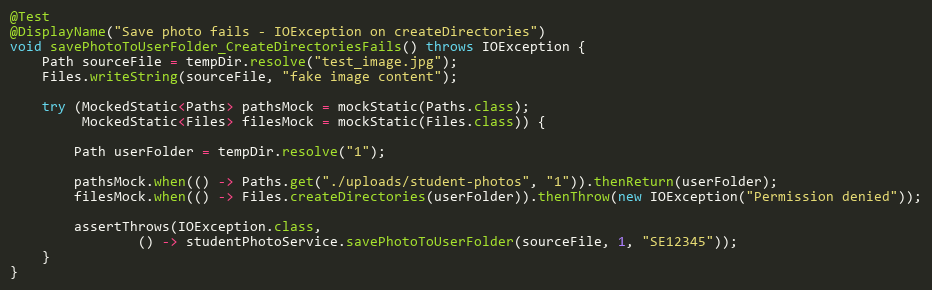 @Test
@DisplayName("Save photo fails - IOException on createDirectories")
void savePhotoToUserFolder_CreateDirectoriesFails() throws IOException {
    Path sourceFile = tempDir.resolve("test_image.jpg");
    Files.writeString(sourceFile, "fake image content");

    try (MockedStatic<Paths> pathsMock = mockStatic(Paths.class);
         MockedStatic<Files> filesMock = mockStatic(Files.class)) {

        Path userFolder = tempDir.resolve("1");

        pathsMock.when(() -> Paths.get("./uploads/student-photos", "1")).thenReturn(userFolder);
        filesMock.when(() -> Files.createDirectories(userFolder)).thenThrow(new IOException("Permission denied"));

        assertThrows(IOException.class,
                () -> studentPhotoService.savePhotoToUserFolder(sourceFile, 1, "SE12345"));
    }
}